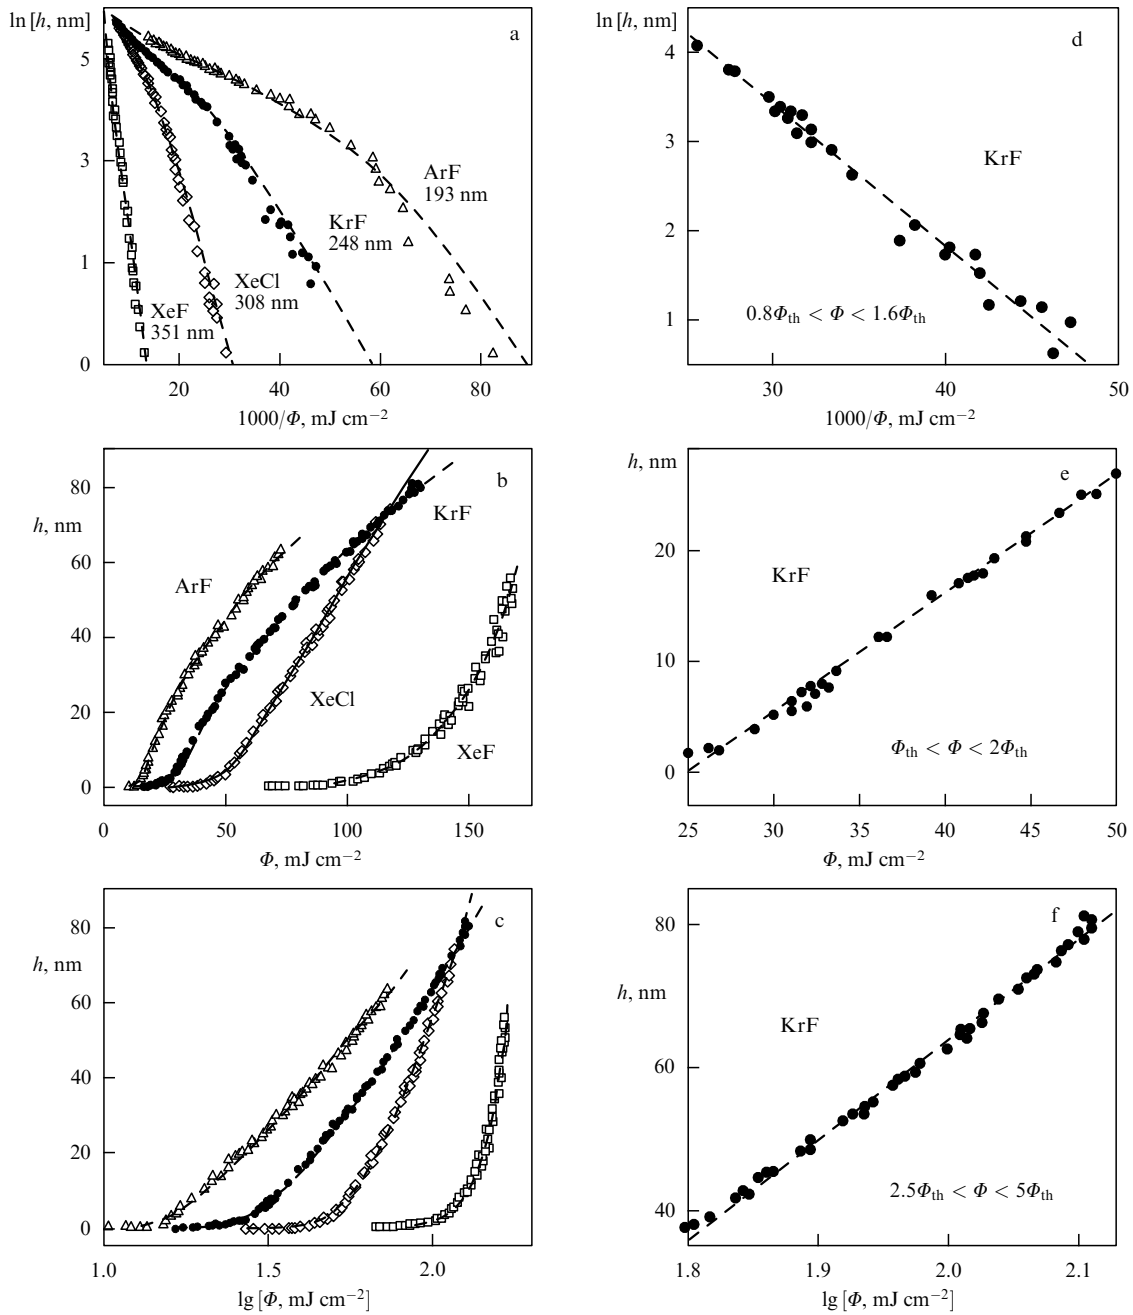 ln [h, nm]
a
5
3
1
0
ArF
193 nm
KrF
248 nm
XeCl
308 nm
XeF
351 nm
20 40 60 80
1000/Φ, mJ cm⁻²
ln [h, nm]
d
4
3
2
1
KrF
0.8Φth < Φ < 1.6Φth
30 40 50
1000/Φ, mJ cm⁻²
b
80
h, nm
60
40
20
0
KrF
ArF
XeCl
XeF
0 50 100 150
Φ, mJ cm⁻²
h, nm
e
20
10
0
KrF
Φth < Φ < 2Φth
25 30 35 40 45 50
Φ, mJ cm⁻²
c
80
h, nm
60
40
20
0
1.0 1.5 2.0
lg [Φ, mJ cm⁻²]
f
80
h, nm
60
40
KrF
2.5Φth < Φ < 5Φth
1.8 1.9 2.0 2.1
lg [Φ, mJ cm⁻²]